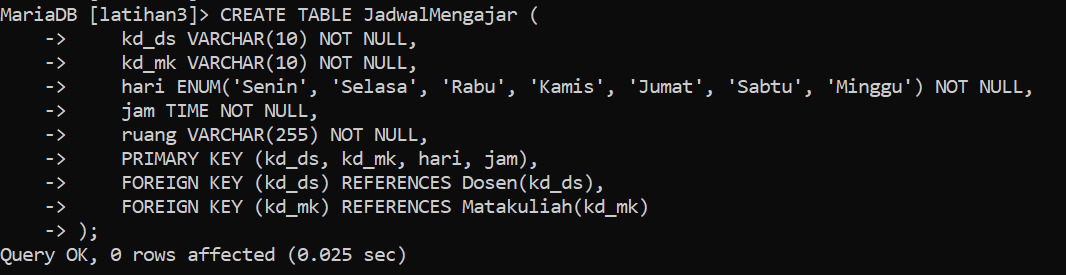 MariaDB [latihan3]> CREATE TABLE JadwalMengajar (
    ->     kd_ds VARCHAR(10) NOT NULL,
    ->     kd_mk VARCHAR(10) NOT NULL,
    ->     hari ENUM('Senin', 'Selasa', 'Rabu', 'Kamis', 'Jumat', 'Sabtu', 'Minggu') NOT NULL,
    ->     jam TIME NOT NULL,
    ->     ruang VARCHAR(255) NOT NULL,
    ->     PRIMARY KEY (kd_ds, kd_mk, hari, jam),
    ->     FOREIGN KEY (kd_ds) REFERENCES Dosen(kd_ds),
    ->     FOREIGN KEY (kd_mk) REFERENCES Matakuliah(kd_mk)
    -> );
Query OK, 0 rows affected (0.025 sec)